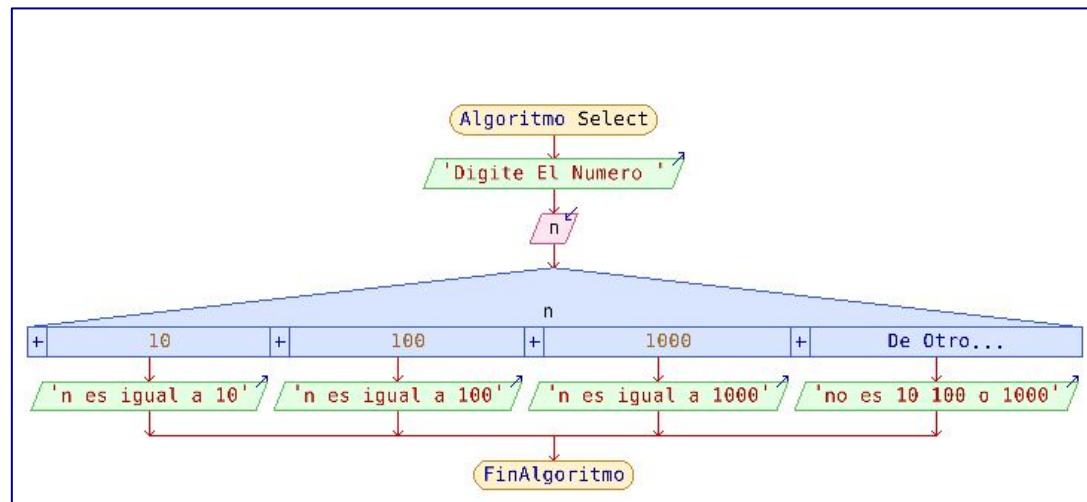 Algoritmo Select
'Digite El Numero '
n
n
+ 10 + 100 + 1000 + De Otro...
'n es igual a 10' 'n es igual a 100' 'n es igual a 1000' 'no es 10 100 o 1000'
FinAlgoritmo